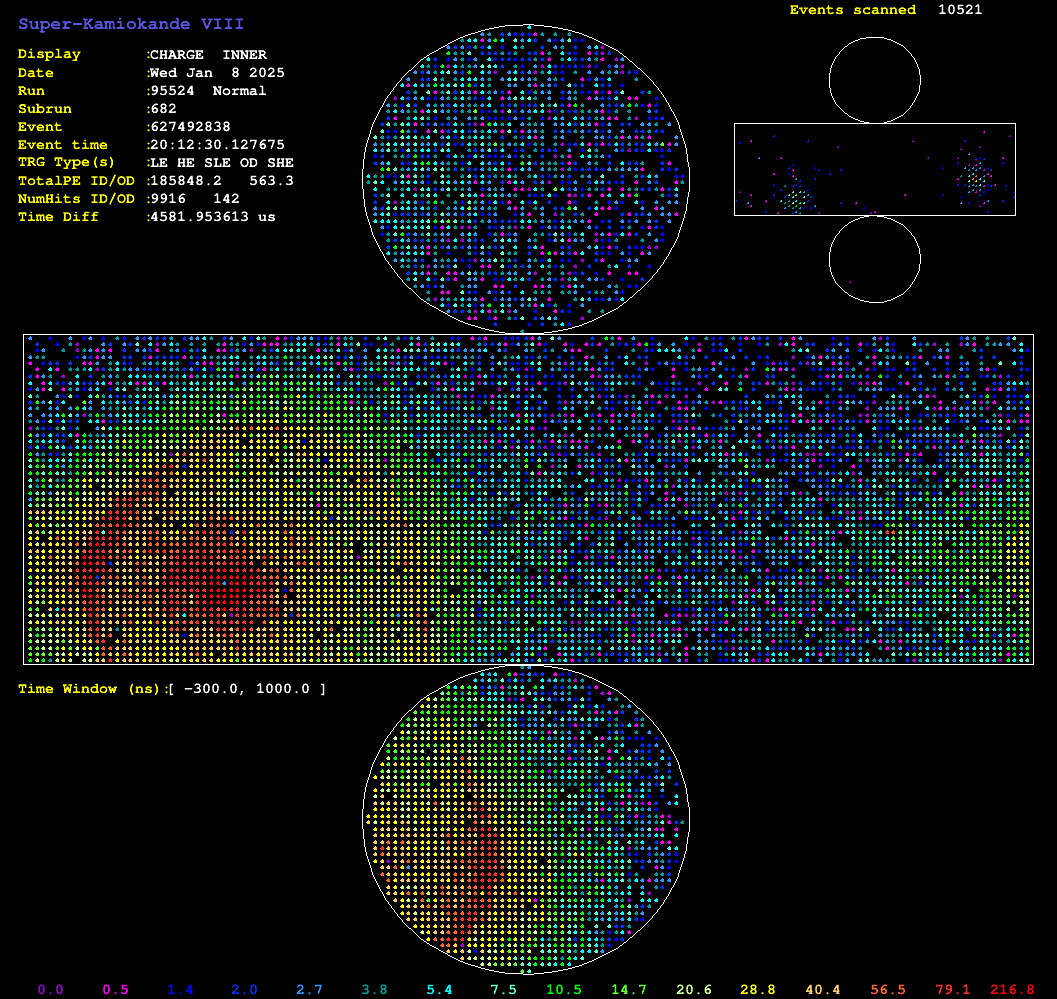 Super-Kamiokande VIII
Events scanned 10521
Display :CHARGE INNER
Date :Wed Jan 8 2025
Run :95524 Normal
Subrun :682
Event :627492838
Event time :20:12:30.127675
TRG Type(s) :LE HE SLE OD SHE
TotalPE ID/OD :185848.2 563.3
NumHits ID/OD :9916 142
Time Diff :4581.953613 us
Time Window (ns):[ -300.0, 1000.0 ]
0.0 0.5 1.4 2.0 2.7 3.8 5.4 7.5 10.5 14.7 20.6 28.8 40.4 56.5 79.1 216.8